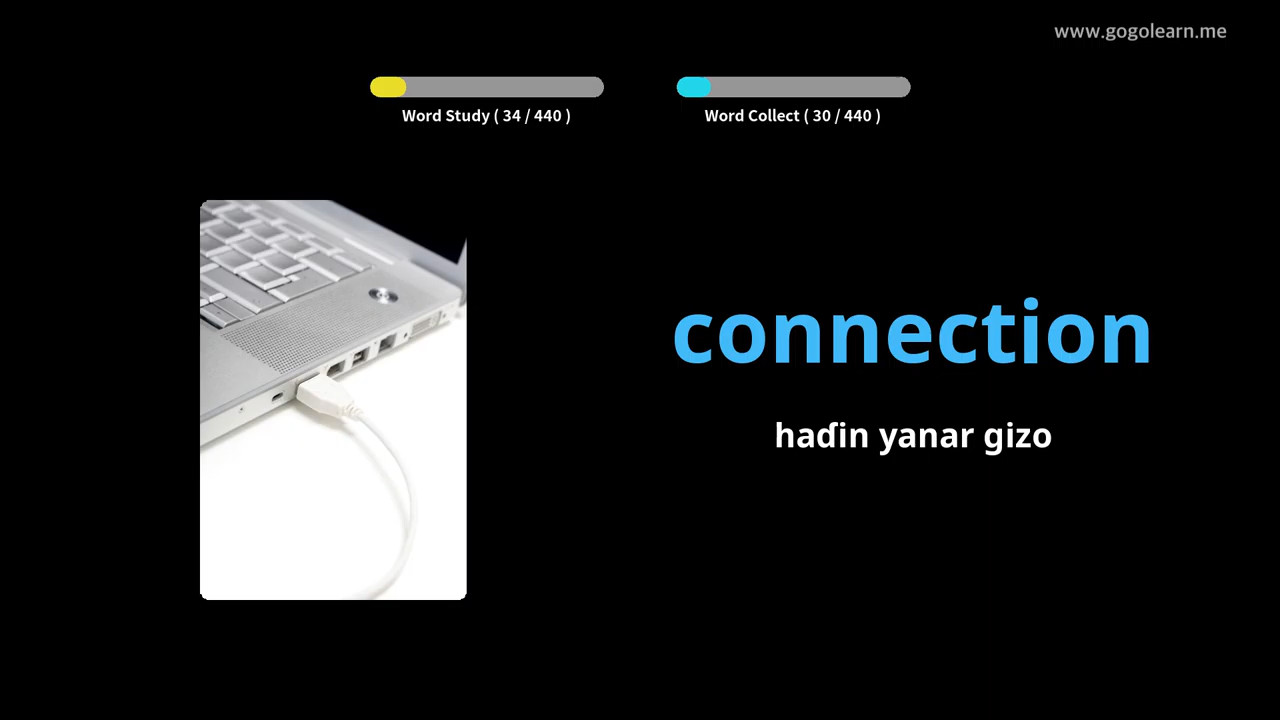 www.gogolearn.me
Word Study ( 34 / 440 )
Word Collect ( 30 / 440 )
connection
haɗin yanar gizo